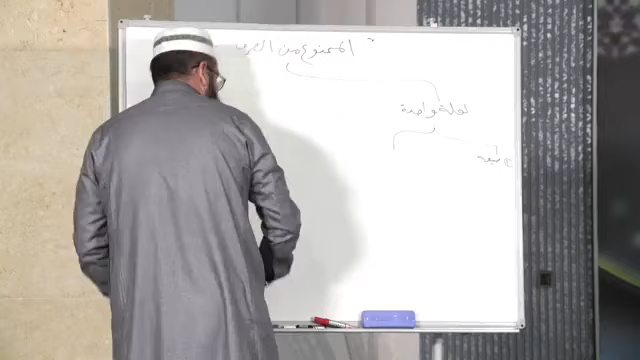 الممنوع من الصرف
لعلة واحدة